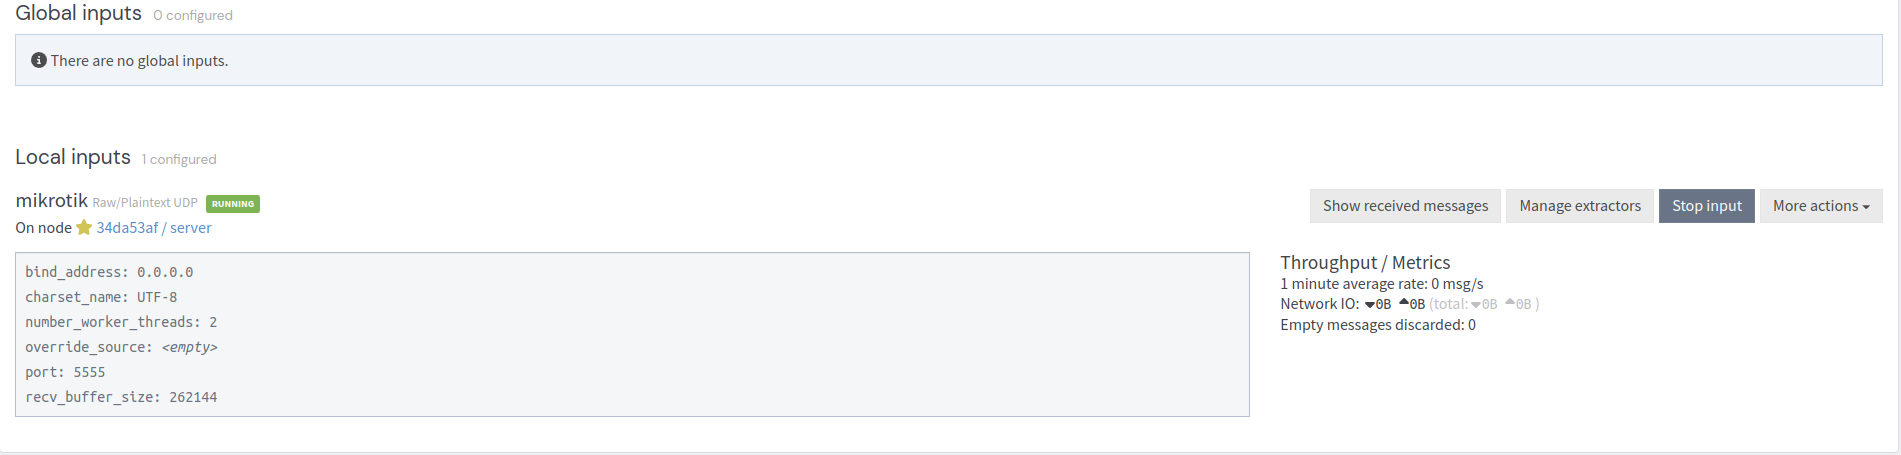 Global inputs 0 configured
There are no global inputs.
Local inputs 1 configured
mikrotik Raw/Plaintext UDP RUNNING
Show received messages Manage extractors Stop input More actions
On node 34da53af / server
bind_address: 0.0.0.0
charset_name: UTF-8
number_worker_threads: 2
override_source: <empty>
port: 5555
recv_buffer_size: 262144
Throughput / Metrics
1 minute average rate: 0 msg/s
Network IO: 0B 0B (total: 0B 0B )
Empty messages discarded: 0